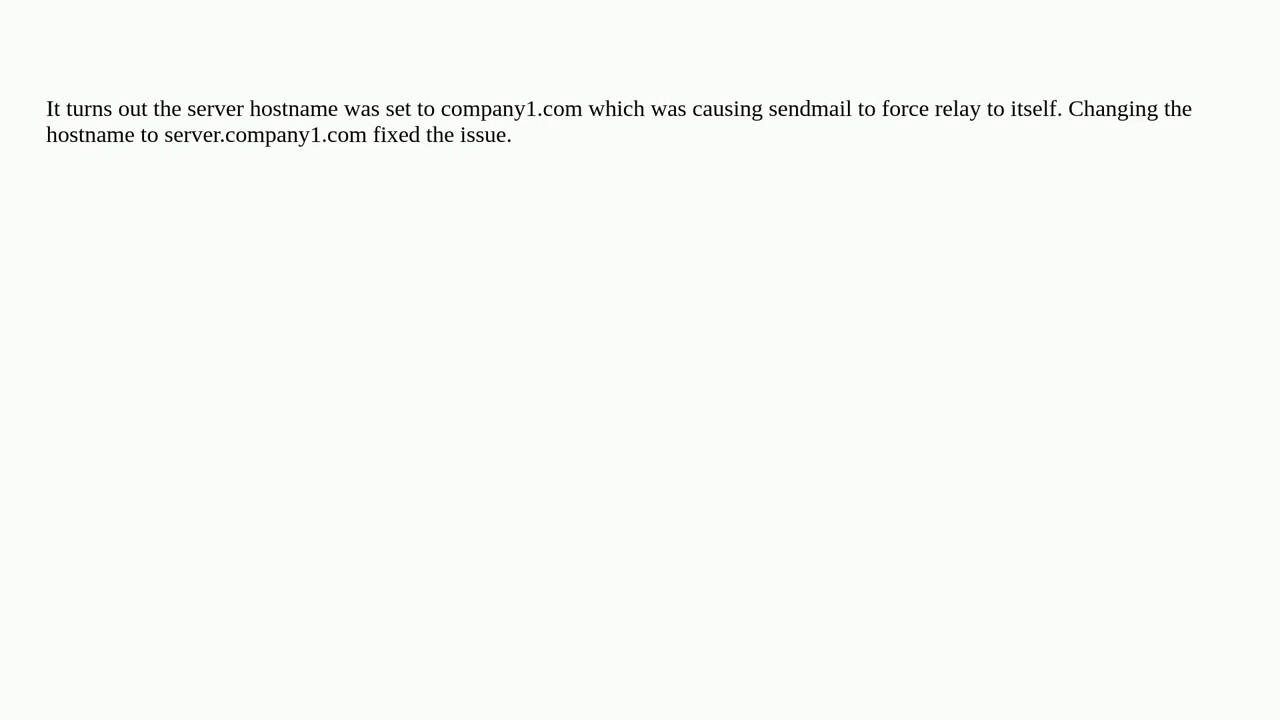 It turns out the server hostname was set to company1.com which was causing sendmail to force relay to itself. Changing the
hostname to server.company1.com fixed the issue.